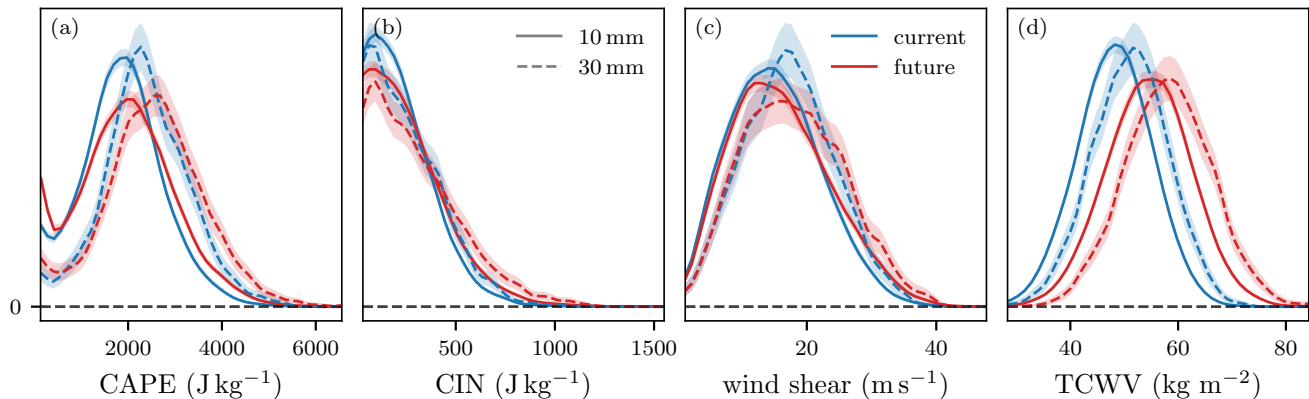 (a) (b) 10 mm 30 mm (c) current future (d)
0
2000 4000 6000 500 1000 1500 20 40 40 60 80
CAPE (J kg⁻¹) CIN (J kg⁻¹) wind shear (m s⁻¹) TCWV (kg m⁻²)